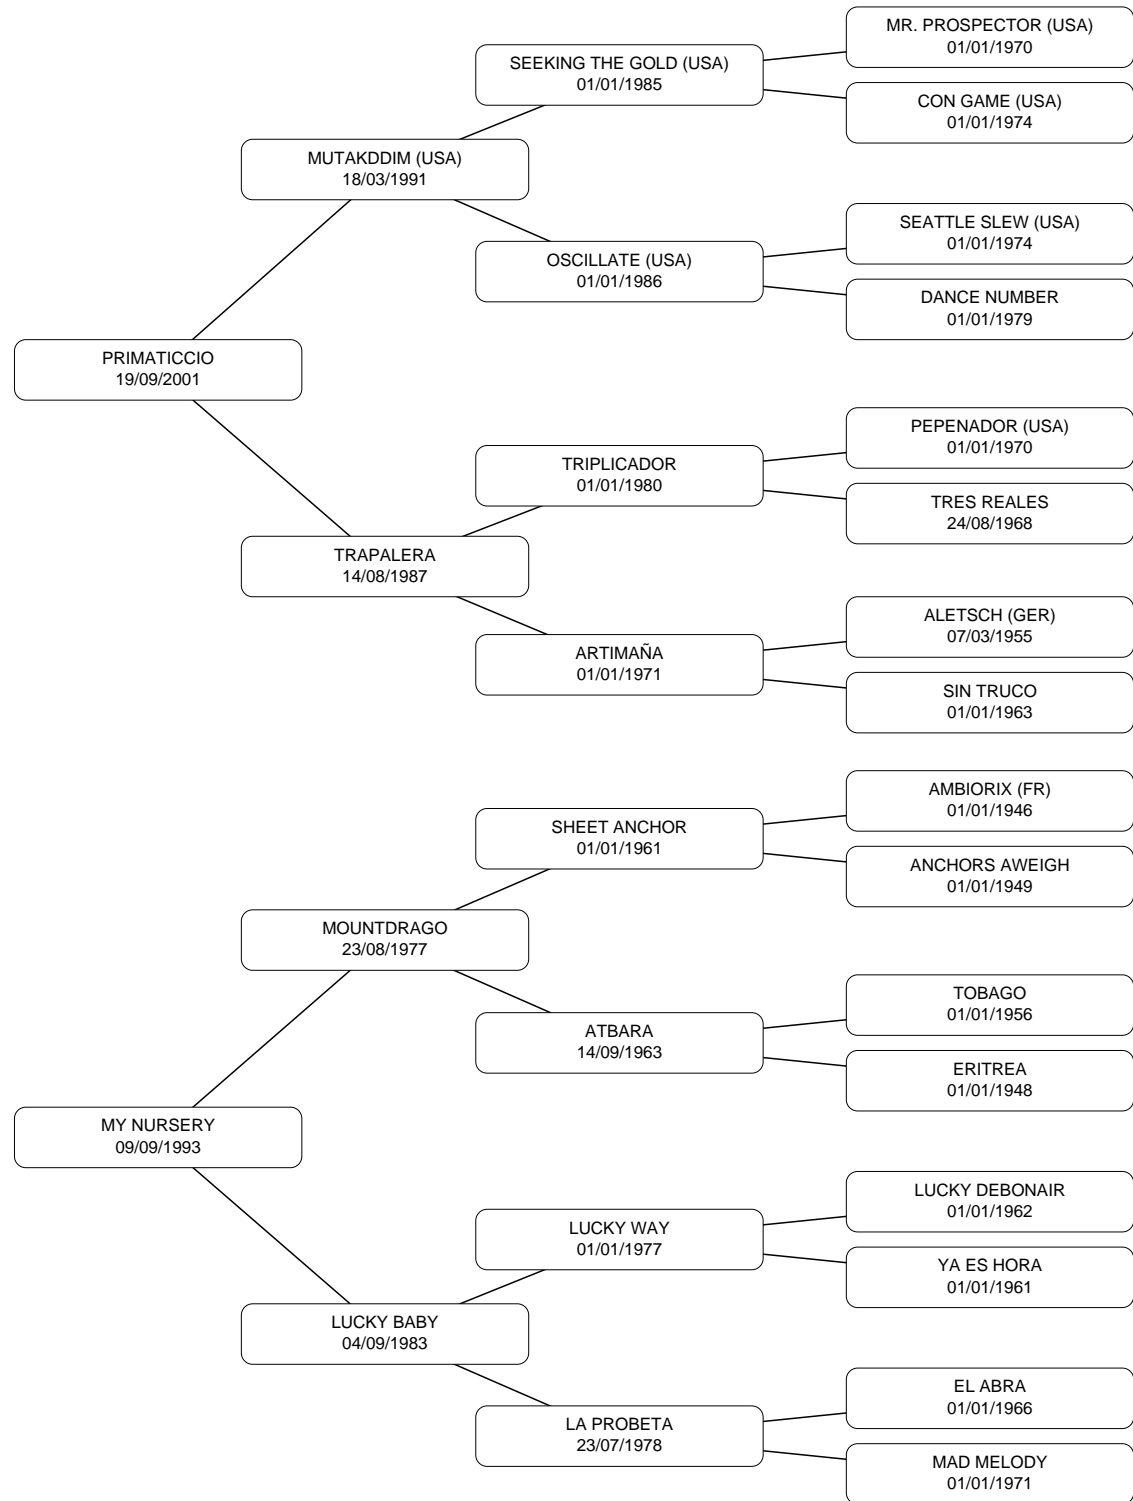 MR. PROSPECTOR (USA)
01/01/1970
SEEKING THE GOLD (USA)
01/01/1985
CON GAME (USA)
01/01/1974
MUTAKDDIM (USA)
18/03/1991
SEATTLE SLEW (USA)
01/01/1974
OSCILLATE (USA)
01/01/1986
DANCE NUMBER
01/01/1979
PRIMATICCIO
19/09/2001
PEPENADOR (USA)
01/01/1970
TRIPLICADOR
01/01/1980
TRES REALES
24/08/1968
TRAPALERA
14/08/1987
ALETSCH (GER)
07/03/1955
ARTIMAÑA
01/01/1971
SIN TRUCO
01/01/1963
AMBIORIX (FR)
01/01/1946
SHEET ANCHOR
01/01/1961
ANCHORS AWEIGH
01/01/1949
MOUNTDRAGO
23/08/1977
TOBAGO
01/01/1956
ATBARA
14/09/1963
ERITREA
01/01/1948
MY NURSERY
09/09/1993
LUCKY DEBONAIR
01/01/1962
LUCKY WAY
01/01/1977
YA ES HORA
01/01/1961
LUCKY BABY
04/09/1983
EL ABRA
01/01/1966
LA PROBETA
23/07/1978
MAD MELODY
01/01/1971